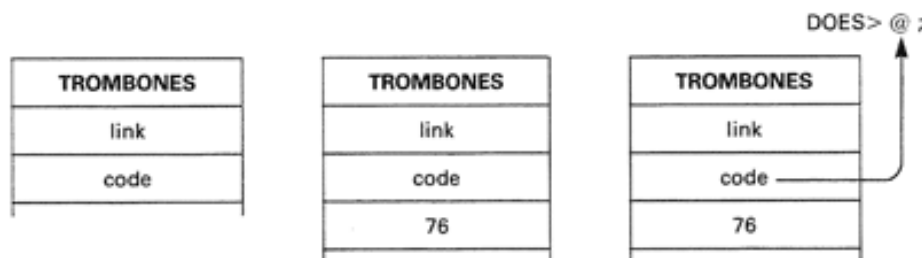 DOES> @ ;
TROMBONES TROMBONES TROMBONES
link link link
code code code
76 76